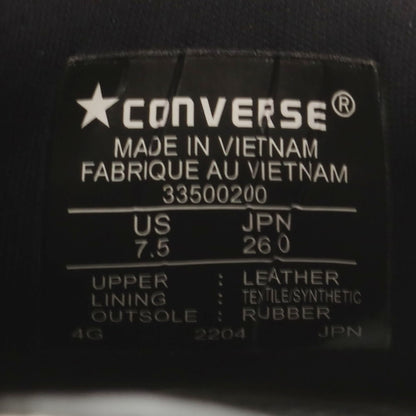 ★CONVERSE®
MADE IN VIETNAM
FABRIQUE AU VIETNAM
33500200
US JPN
7.5 26.0
UPPER : LEATHER
LINING : TEXTILE/SYNTHETIC
OUTSOLE : RUBBER
4G 2204 JPN